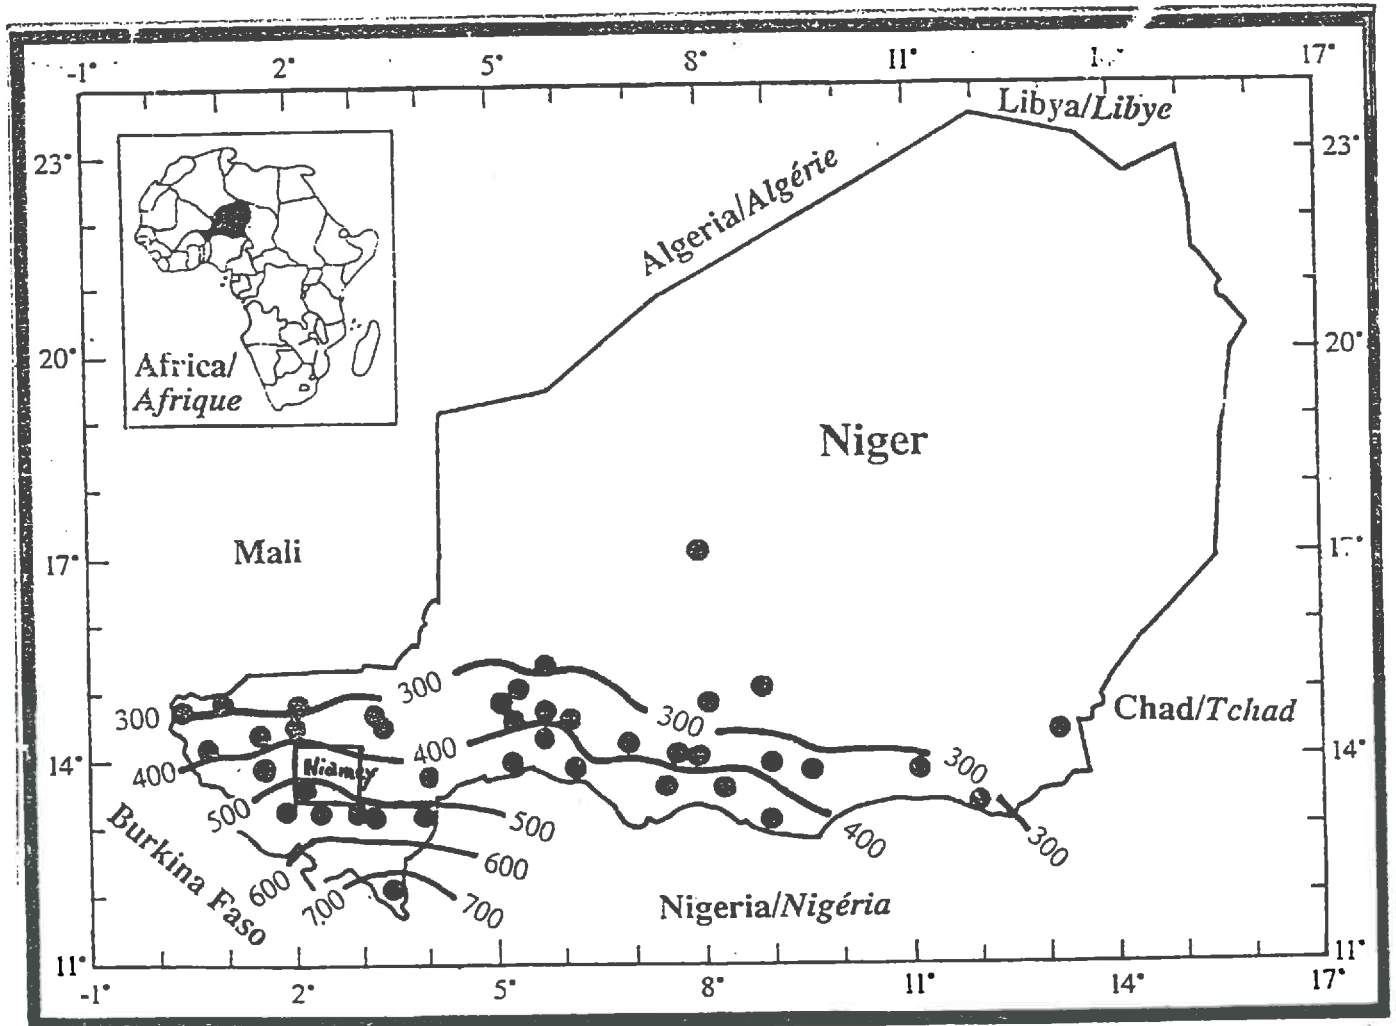 -1° 2° 5° 8° 11° 17°
Libya/Libye
23° 23°
Algeria/Algérie
20° 20°
Africa/
Afrique
Niger
Mali
17°
300
300
300
Chad/Tchad
400
400
14° 14°
300
Niamey
500
500
400
300
Burkina Faso
600
600
700
700
Nigeria/Nigéria
11° 11°
-1° 2° 5° 8° 11° 14° 17°